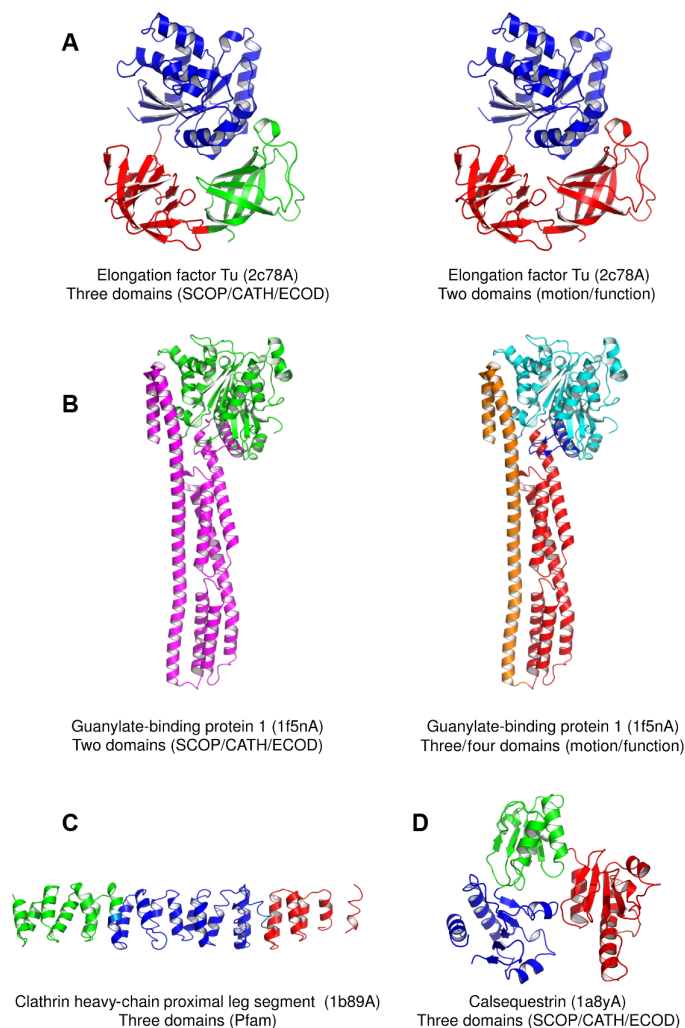 A
Elongation factor Tu (2c78A)
Three domains (SCOP/CATH/ECOD)
Elongation factor Tu (2c78A)
Two domains (motion/function)
B
Guanylate-binding protein 1 (1f5nA)
Two domains (SCOP/CATH/ECOD)
Guanylate-binding protein 1 (1f5nA)
Three/four domains (motion/function)
C
Clathrin heavy-chain proximal leg segment (1b89A)
Three domains (Pfam)
D
Calsequestrin (1a8yA)
Three domains (SCOP/CATH/ECOD)